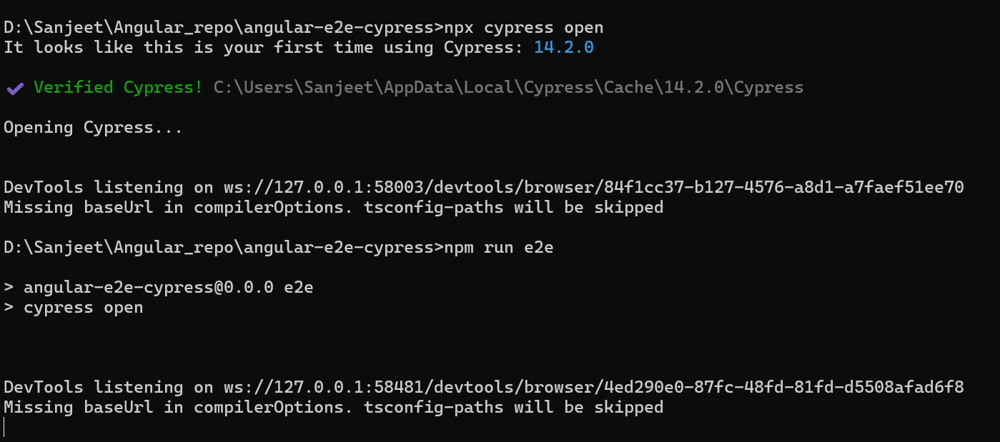 D:\Sanjeet\Angular_repo\angular-e2e-cypress>npx cypress open
It looks like this is your first time using Cypress: 14.2.0
✔ Verified Cypress! C:\Users\Sanjeet\AppData\Local\Cypress\Cache\14.2.0\Cypress
Opening Cypress...
DevTools listening on ws://127.0.0.1:58003/devtools/browser/84f1cc37-b127-4576-a8d1-a7faef51ee70
Missing baseUrl in compilerOptions. tsconfig-paths will be skipped
D:\Sanjeet\Angular_repo\angular-e2e-cypress>npm run e2e
> angular-e2e-cypress@0.0.0 e2e
> cypress open
DevTools listening on ws://127.0.0.1:58481/devtools/browser/4ed290e0-87fc-48fd-81fd-d5508afad6f8
Missing baseUrl in compilerOptions. tsconfig-paths will be skipped